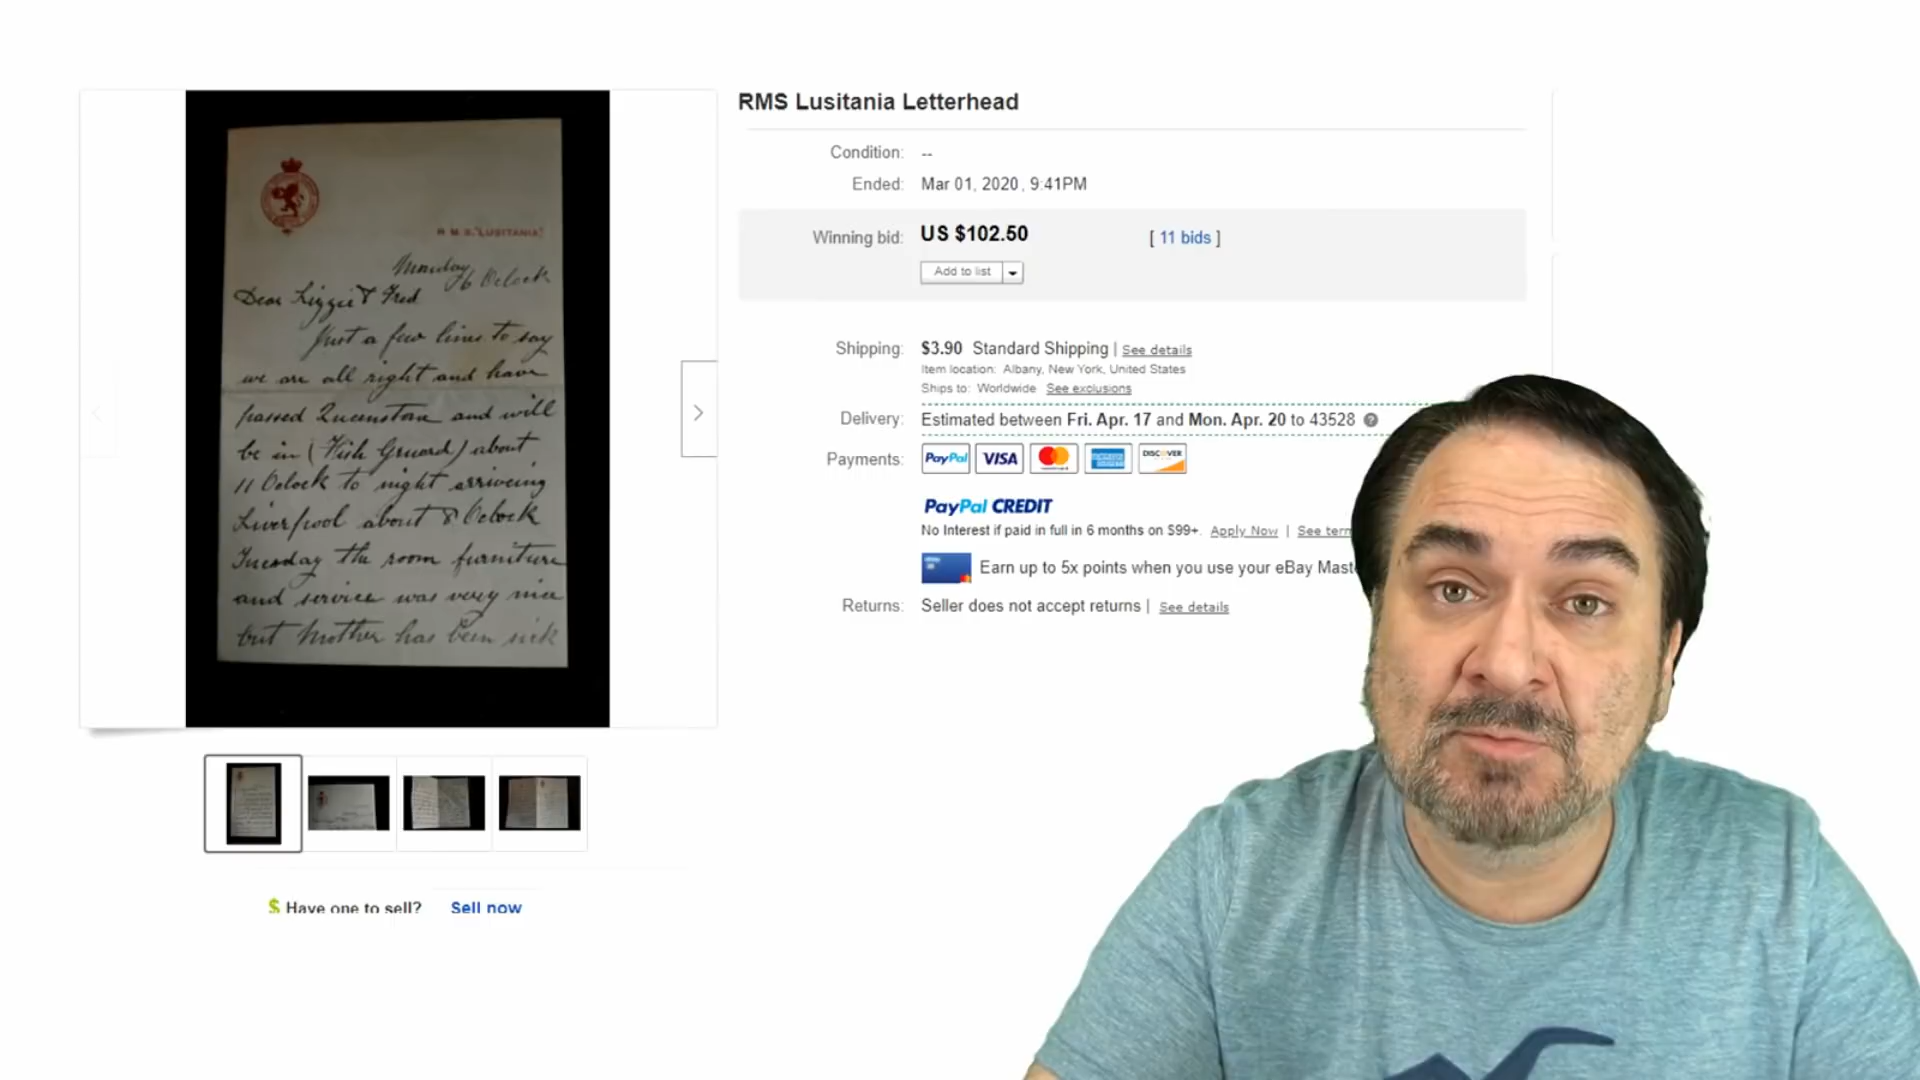 RMS Lusitania Letterhead
Condition: --
Ended: Mar 01, 2020 , 9:41PM
Winning bid: US $102.50 [ 11 bids ]
Add to list
Shipping: $3.90 Standard Shipping | See details
Item location: Albany, New York, United States
Ships to: Worldwide See exclusions
Delivery: Estimated between Fri. Apr. 17 and Mon. Apr. 20 to 43528 ?
Payments: PayPal VISA MasterCard AMERICAN EXPRESS DISCOVER
PayPal CREDIT
No Interest if paid in full in 6 months on $99+. Apply Now | See term
Earn up to 5x points when you use your eBay Mast
Returns: Seller does not accept returns | See details
R.M.S."LUSITANIA"
Monday
6 Oclock
Dear Lizzie & Fred
Just a few lines to say
we are all right and have
passed Queenstown and will
be in (Fish Gruard) about
11 Oclock to night arriveing
Liverpool about 8 Oclock
Tuesday the room furniture
and service was very nice
but Mother has been sick
$ Have one to sell? Sell now